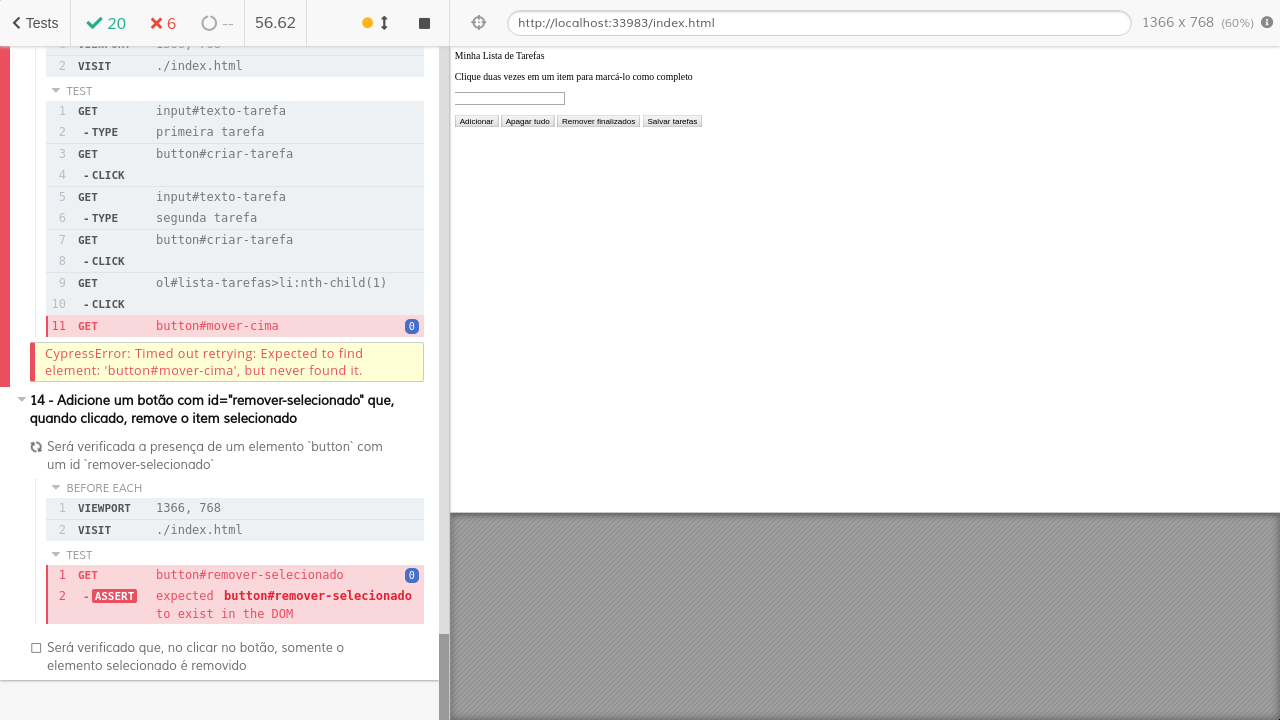 Tests
20
6
--
56.62
http://localhost:33983/index.html
1366 x 768 (60%)
1 VIEWPORT 1366, 768
2 VISIT ./index.html
TEST
1 GET input#texto-tarefa
2 -TYPE primeira tarefa
3 GET button#criar-tarefa
4 -CLICK
5 GET input#texto-tarefa
6 -TYPE segunda tarefa
7 GET button#criar-tarefa
8 -CLICK
9 GET ol#lista-tarefas>li:nth-child(1)
10 -CLICK
11 GET button#mover-cima 0
CypressError: Timed out retrying: Expected to find
element: 'button#mover-cima', but never found it.
14 - Adicione um botão com id="remover-selecionado" que,
quando clicado, remove o item selecionado
Será verificada a presença de um elemento `button` com
um id `remover-selecionado`
BEFORE EACH
1 VIEWPORT 1366, 768
2 VISIT ./index.html
TEST
1 GET button#remover-selecionado 0
2 -ASSERT expected button#remover-selecionado
to exist in the DOM
Será verificado que, no clicar no botão, somente o
elemento selecionado é removido
Minha Lista de Tarefas
Clique duas vezes em um item para marcá-lo como completo
Adicionar Apagar tudo Remover finalizados Salvar tarefas